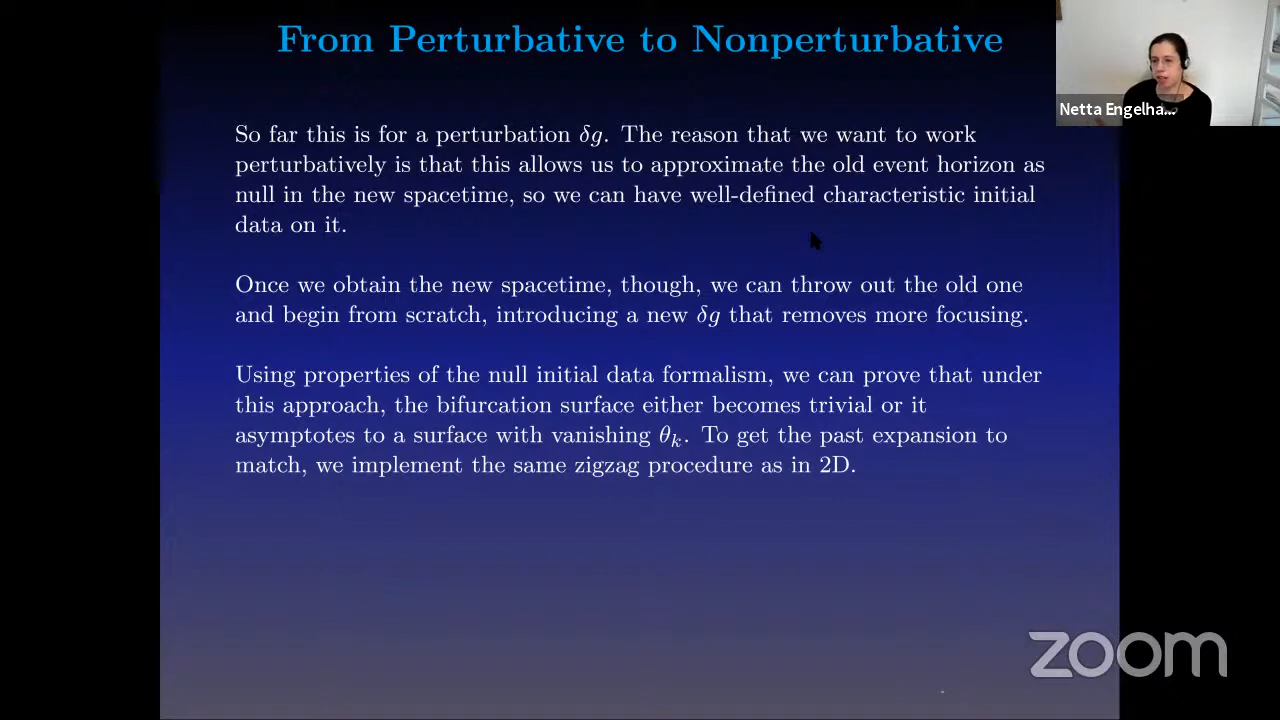 From Perturbative to Nonperturbative
Netta Engelha...
So far this is for a perturbation δg. The reason that we want to work
perturbatively is that this allows us to approximate the old event horizon as
null in the new spacetime, so we can have well-defined characteristic initial
data on it.
Once we obtain the new spacetime, though, we can throw out the old one
and begin from scratch, introducing a new δg that removes more focusing.
Using properties of the null initial data formalism, we can prove that under
this approach, the bifurcation surface either becomes trivial or it
asymptotes to a surface with vanishing θₖ. To get the past expansion to
match, we implement the same zigzag procedure as in 2D.
zoom